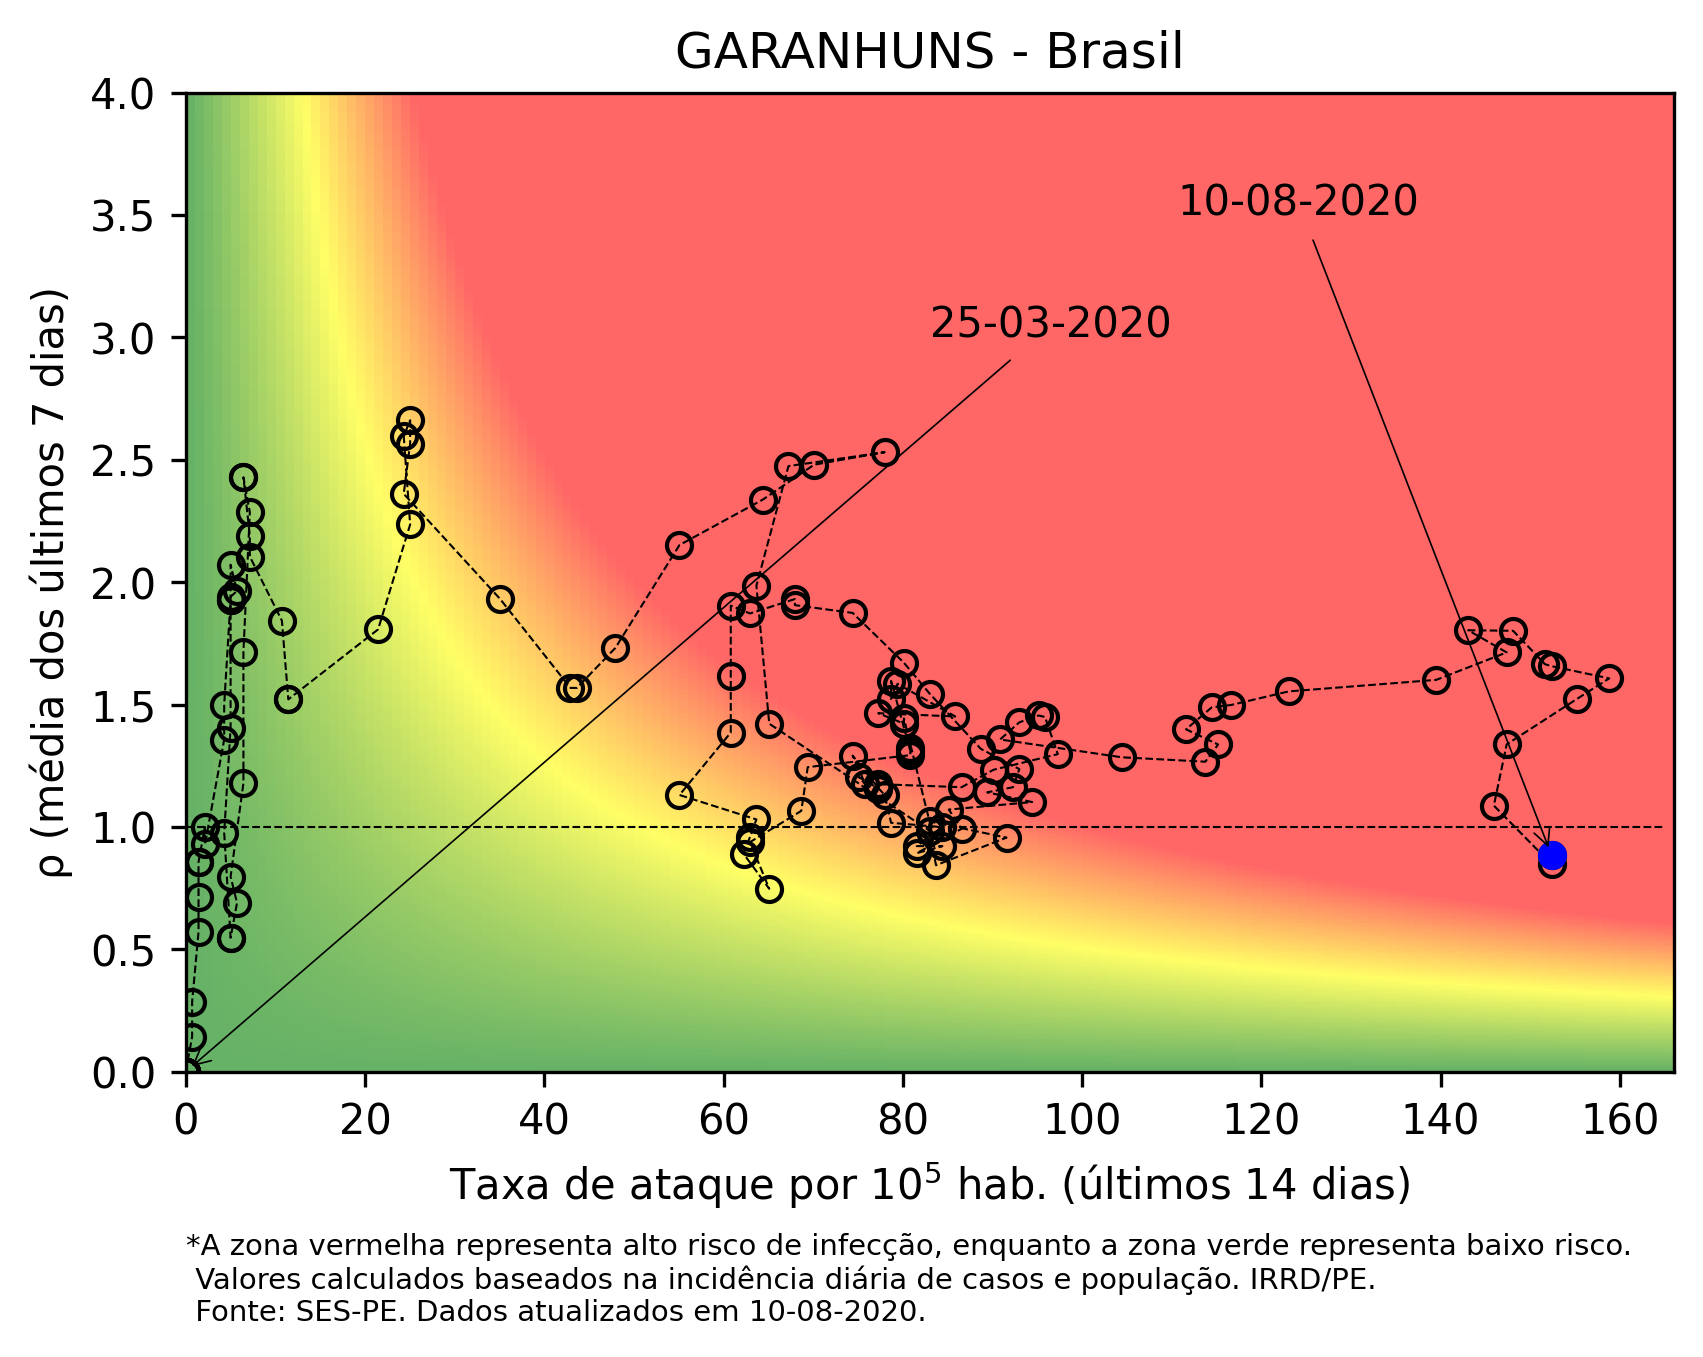 GARANHUNS - Brasil
4.0
3.5
3.0
2.5
2.0
1.5
1.0
0.5
0.0
ρ (média dos últimos 7 dias)
10-08-2020
25-03-2020
0 20 40 60 80 100 120 140 160
Taxa de ataque por 10⁵ hab. (últimos 14 dias)
*A zona vermelha representa alto risco de infecção, enquanto a zona verde representa baixo risco.
Valores calculados baseados na incidência diária de casos e população. IRRD/PE.
Fonte: SES-PE. Dados atualizados em 10-08-2020.